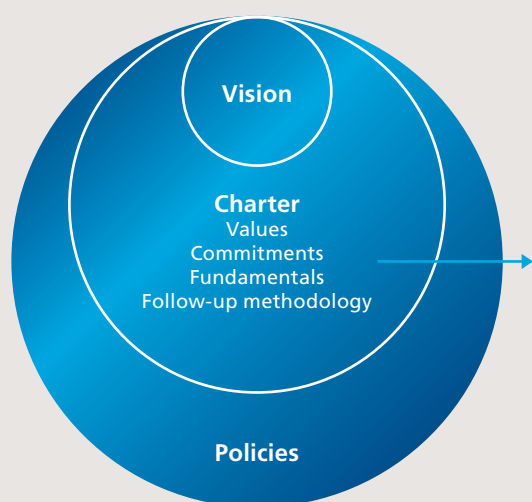 Vision
Charter
Values
Commitments
Fundamentals
Follow-up methodology
Policies